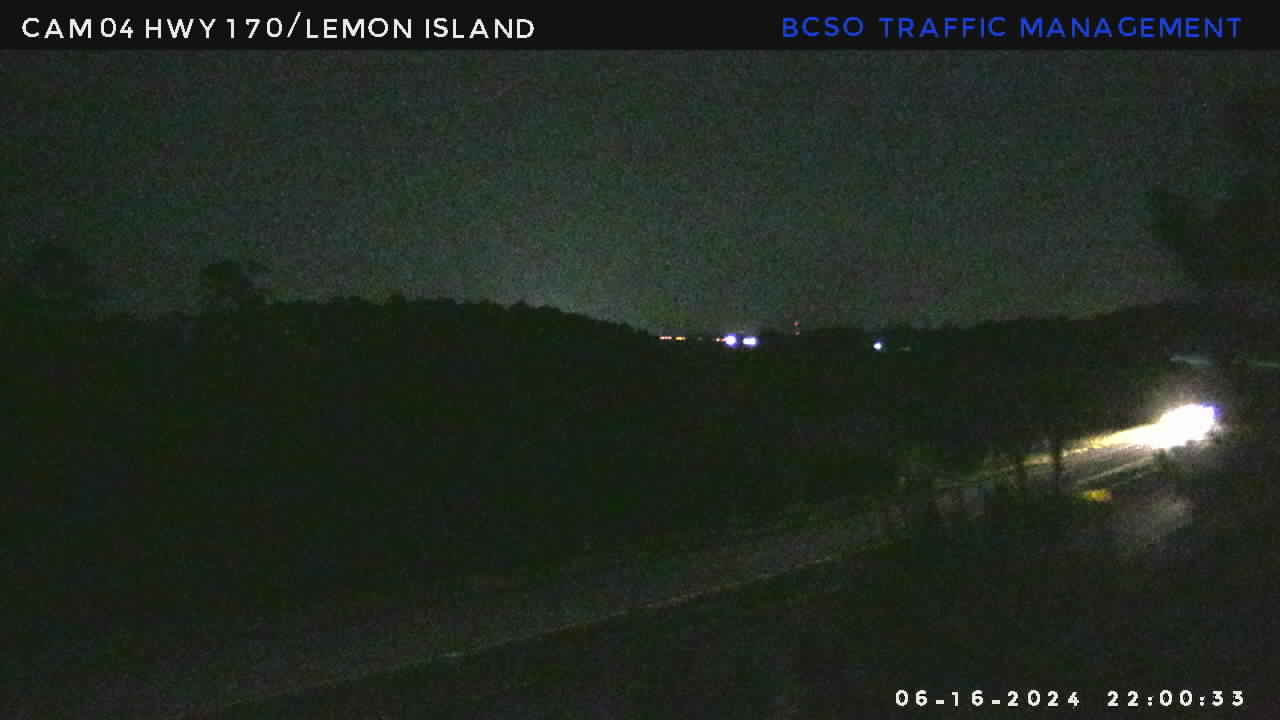 CAM04 HWY 170/LEMON ISLAND
BCSO TRAFFIC MANAGEMENT
06-16-2024 22:00:33